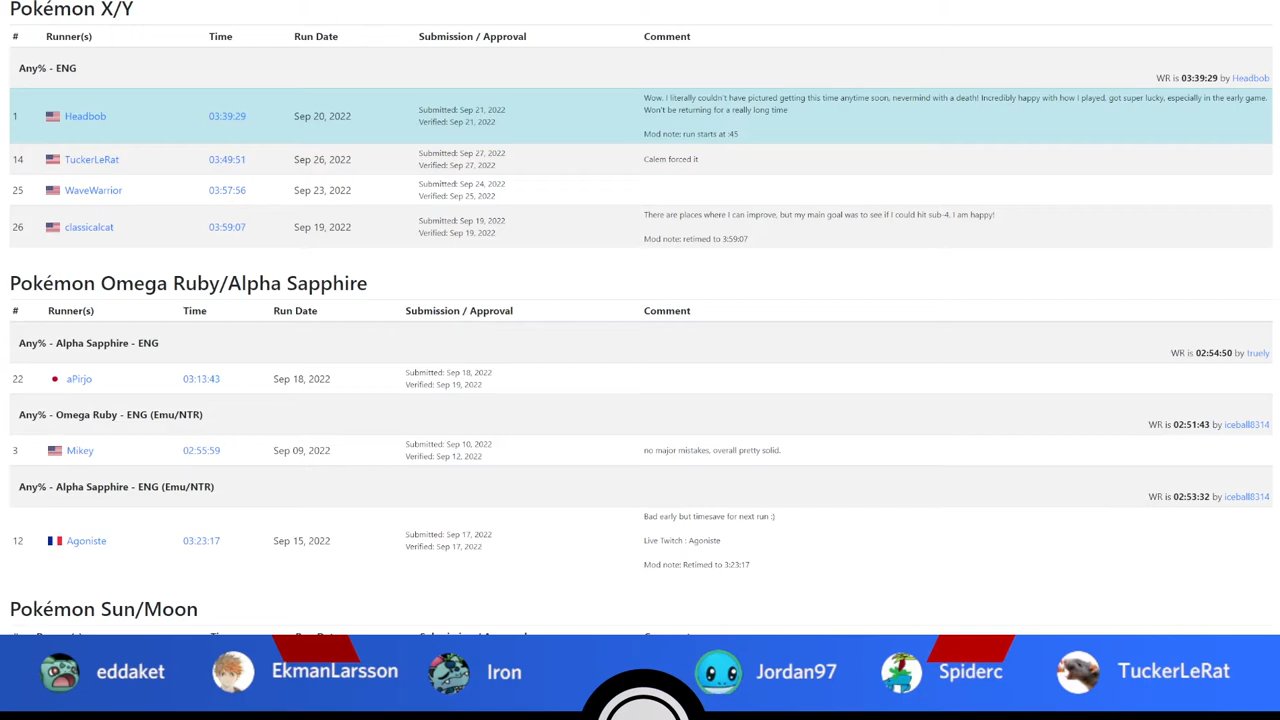 Pokémon X/Y
# Runner(s) Time Run Date Submission / Approval Comment
Any% - ENG
WR is 03:39:29 by Headbob
1 Headbob 03:39:29 Sep 20, 2022 Submitted: Sep 21, 2022
Verified: Sep 21, 2022
Wow. I literally couldn't have pictured getting this time anytime soon, nevermind with a death! Incredibly happy with how I played, got super lucky, especially in the early game.
Won't be returning for a really long time
Mod note: run starts at :45
14 TuckerLeRat 03:49:51 Sep 26, 2022 Submitted: Sep 27, 2022
Verified: Sep 27, 2022
Calem forced it
25 WaveWarrior 03:57:56 Sep 23, 2022 Submitted: Sep 24, 2022
Verified: Sep 25, 2022
26 classicalcat 03:59:07 Sep 19, 2022 Submitted: Sep 19, 2022
Verified: Sep 19, 2022
There are places where I can improve, but my main goal was to see if I could hit sub-4. I am happy!
Mod note: retimed to 3:59:07
Pokémon Omega Ruby/Alpha Sapphire
# Runner(s) Time Run Date Submission / Approval Comment
Any% - Alpha Sapphire - ENG
WR is 02:54:50 by truely
22 aPirjo 03:13:43 Sep 18, 2022 Submitted: Sep 18, 2022
Verified: Sep 19, 2022
Any% - Omega Ruby - ENG (Emu/NTR)
WR is 02:51:43 by iceball8314
3 Mikey 02:55:59 Sep 09, 2022 Submitted: Sep 10, 2022
Verified: Sep 12, 2022
no major mistakes, overall pretty solid.
Any% - Alpha Sapphire - ENG (Emu/NTR)
WR is 02:53:32 by iceball8314
12 Agoniste 03:23:17 Sep 15, 2022 Submitted: Sep 17, 2022
Verified: Sep 17, 2022
Bad early but timesave for next run :)
Live Twitch : Agoniste
Mod note: Retimed to 3:23:17
Pokémon Sun/Moon
eddaket EkmanLarsson Iron Jordan97 Spiderc TuckerLeRat